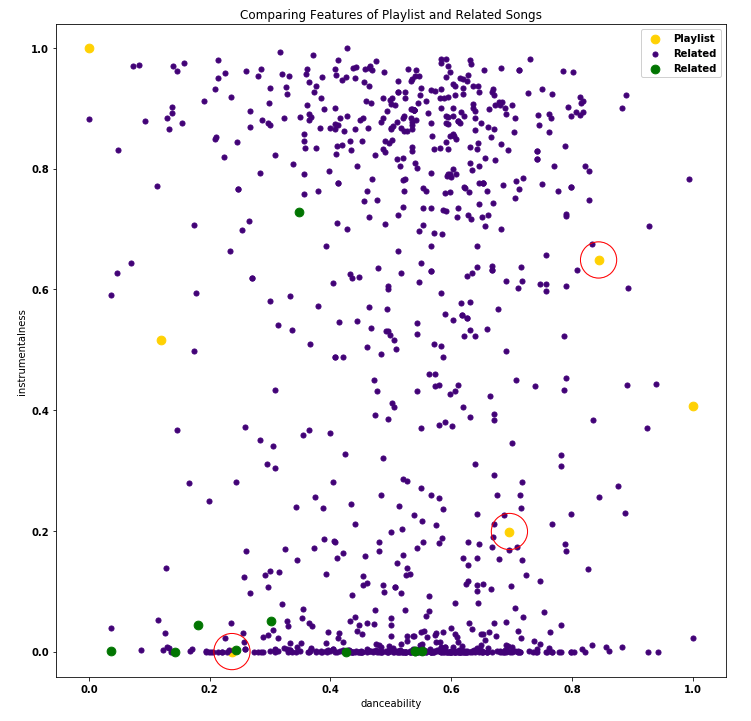 Comparing Features of Playlist and Related Songs
Playlist
Related
Related
1.0
0.8
0.6
0.4
0.2
0.0
instrumentalness
0.0 0.2 0.4 0.6 0.8 1.0
danceability